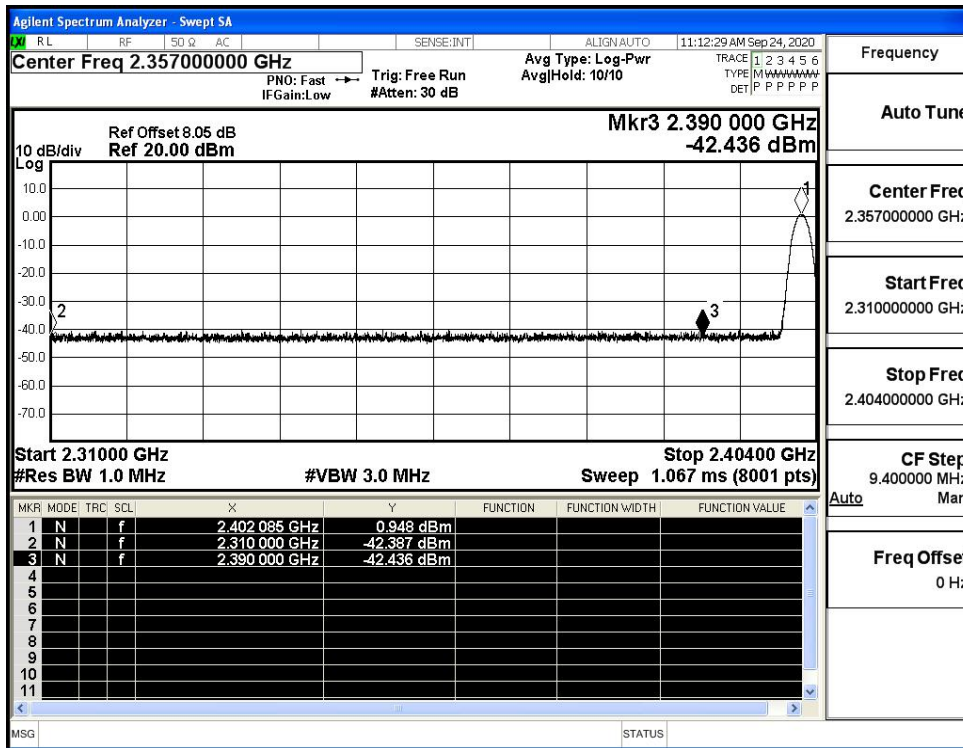 Agilent Spectrum Analyzer - Swept SA
LXI RL RF 50 Ω AC SENSE:INT ALIGNAUTO 11:12:29 AM Sep 24, 2020
Center Freq 2.357000000 GHz
PNO: Fast
IFGain:Low
Trig: Free Run
#Atten: 30 dB
Avg Type: Log-Pwr
Avg|Hold: 10/10
TRACE 1 2 3 4 5 6
TYPE M
DET P P P P P P
Ref Offset 8.05 dB
Ref 20.00 dBm
10 dB/div
Log
Mkr3 2.390 000 GHz
-42.436 dBm
10.0
0.00
-10.0
-20.0
-30.0
-40.0
-50.0
-60.0
-70.0
1
2
3
Start 2.31000 GHz Stop 2.40400 GHz
#Res BW 1.0 MHz #VBW 3.0 MHz Sweep 1.067 ms (8001 pts)
MKR MODE TRC SCL X Y FUNCTION FUNCTION WIDTH FUNCTION VALUE
1 N f 2.402 085 GHz 0.948 dBm
2 N f 2.310 000 GHz -42.387 dBm
3 N f 2.390 000 GHz -42.436 dBm
4
5
6
7
8
9
10
11
MSG STATUS
Frequency
Auto Tune
Center Freq
2.357000000 GHz
Start Freq
2.310000000 GHz
Stop Freq
2.404000000 GHz
CF Step
9.400000 MHz
Auto Man
Freq Offset
0 Hz